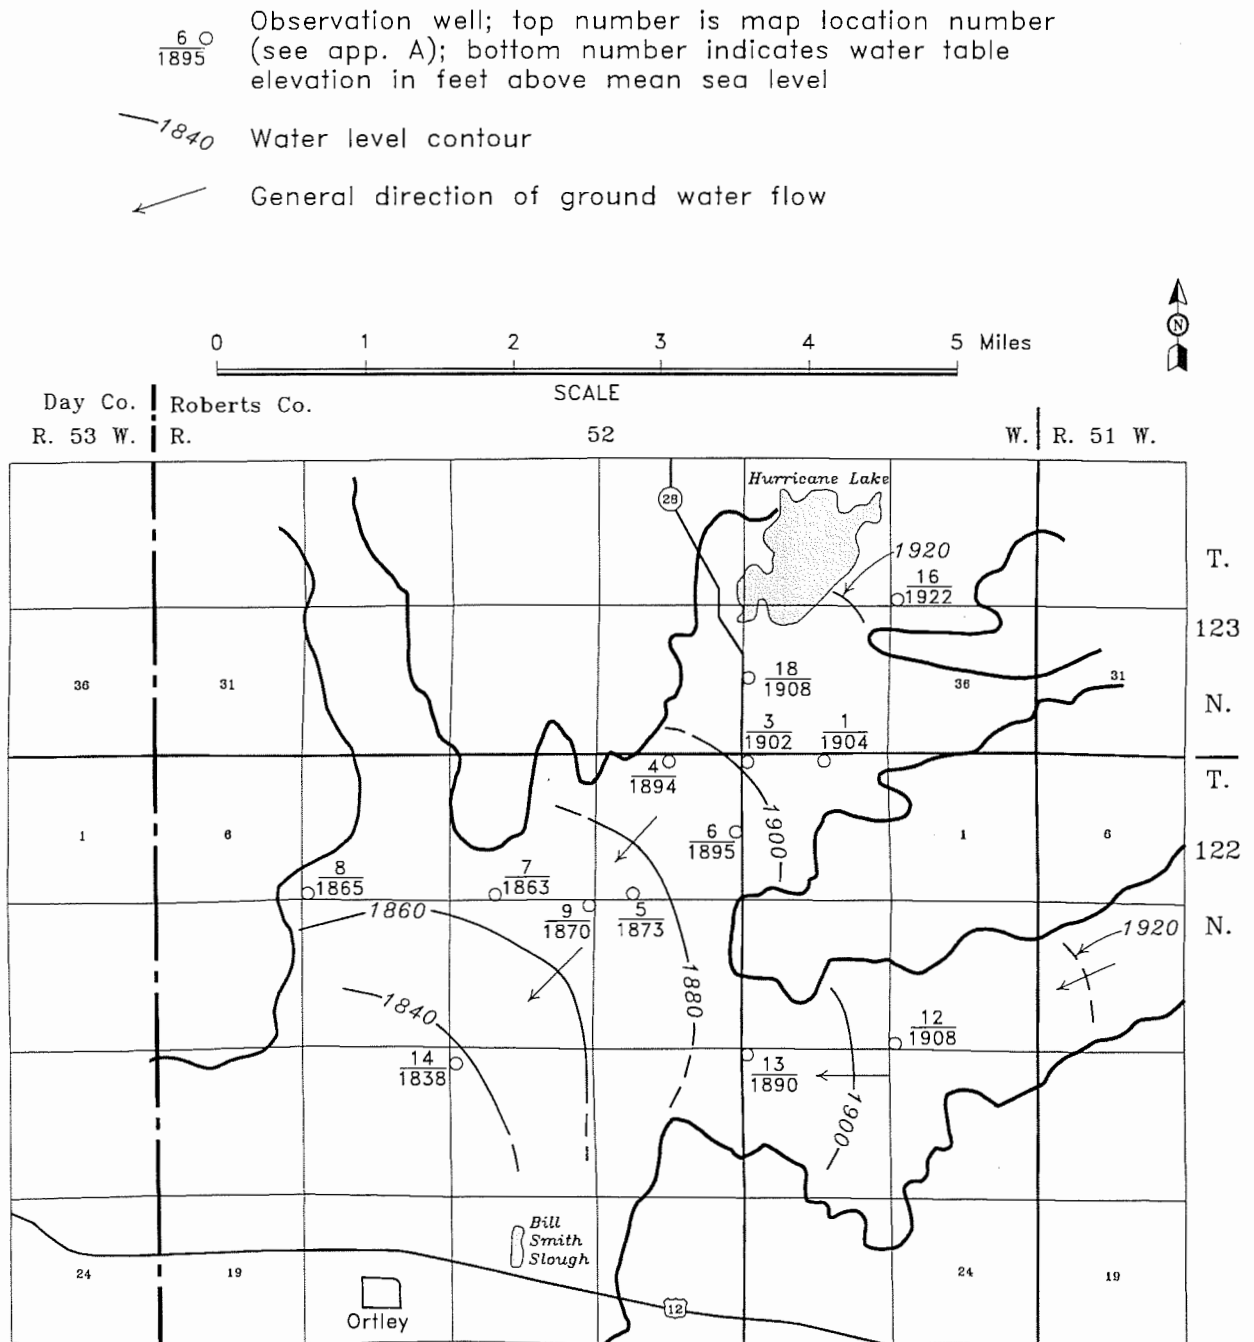 6
1895
Observation well; top number is map location number
(see app. A); bottom number indicates water table
elevation in feet above mean sea level
1840
Water level contour
General direction of ground water flow
N
0 1 2 3 4 5 Miles
SCALE
Day Co. Roberts Co.
R. 53 W. R. 52 W. R. 51 W.
Hurricane Lake
28
1920
T.
16
1922
123
18
1908
36 31 36 31
N.
3
1902
1
1904
4
1894
T.
1900
6
1895
1 6 1 6
122
8
1865
7
1863
1860
9
1870
5
1873
1920
N.
1880
1840
12
1908
14
1838
13
1890
1900
Bill
Smith
Slough
24 19 24 19
12
Ortley